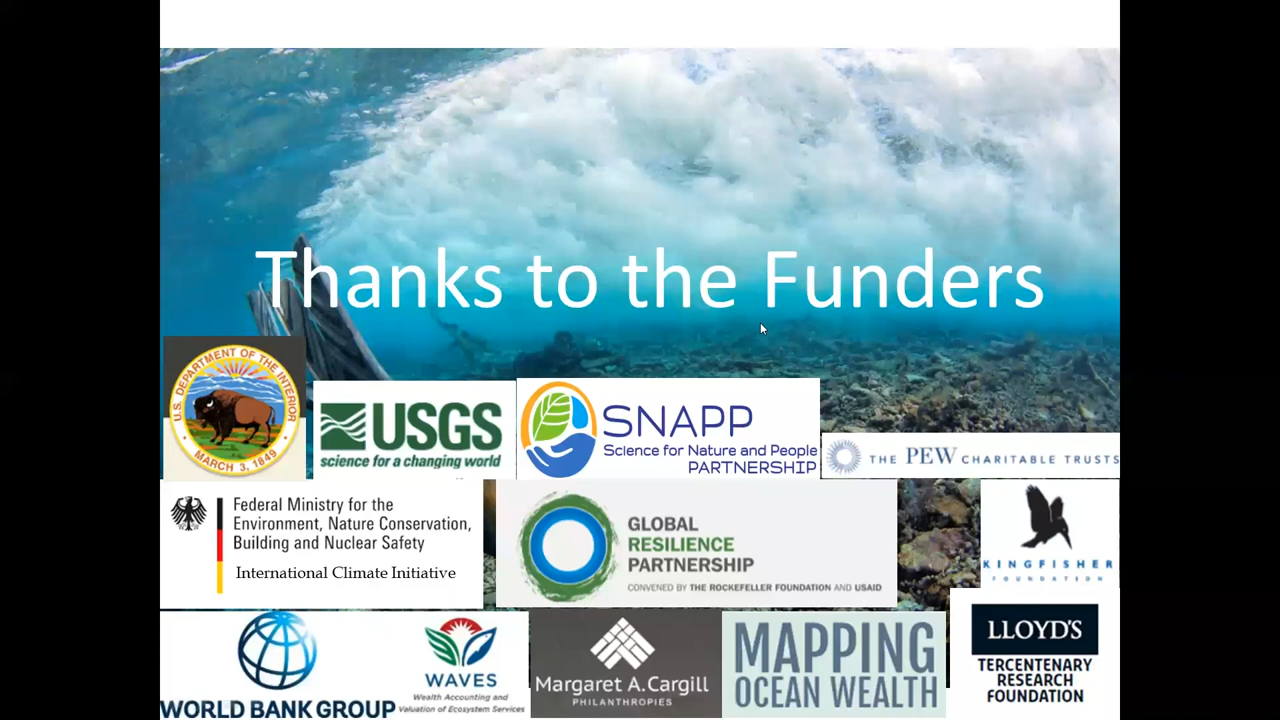 Thanks to the Funders
U.S. DEPARTMENT OF THE INTERIOR
MARCH 3, 1849
USGS
science for a changing world
SNAPP
Science for Nature and People
PARTNERSHIP
THE PEW CHARITABLE TRUSTS
Federal Ministry for the
Environment, Nature Conservation,
Building and Nuclear Safety
International Climate Initiative
GLOBAL
RESILIENCE
PARTNERSHIP
CONVENED BY THE ROCKEFELLER FOUNDATION AND USAID
KINGFISHER
FOUNDATION
WORLD BANK GROUP
WAVES
Wealth Accounting and
Valuation of Ecosystem Services
Margaret A. Cargill
PHILANTHROPIES
MAPPING
OCEAN WEALTH
LLOYD'S
TERCENTENARY
RESEARCH
FOUNDATION